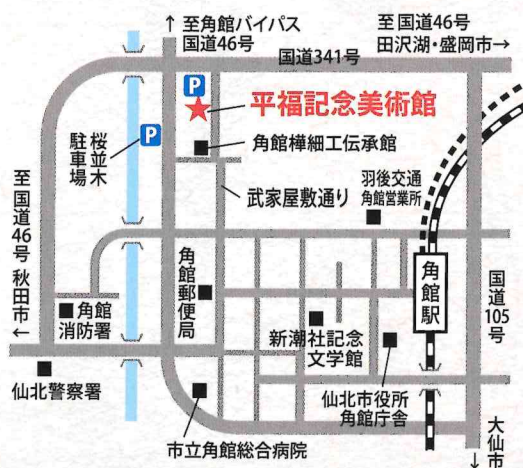 ↑至角館バイパス
国道46号
至国道46号
田沢湖・盛岡市→
国道341号
P
平福記念美術館
P
桜並木
駐車場
角館樺細工伝承館
武家屋敷通り
羽後交通
角館営業所
至国道46号 秋田市←
角館郵便局
角館駅
国道105号
角館
消防署
新潮社記念
文学館
仙北警察署
仙北市役所
角館庁舎
市立角館総合病院
大仙市
↓